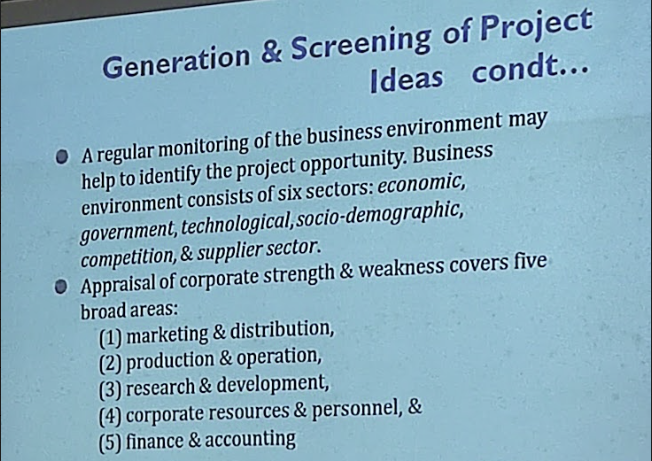 Generation & Screening of Project
Ideas condt...
A regular monitoring of the business environment may
help to identify the project opportunity. Business
environment consists of six sectors: economic,
government, technological, socio-demographic,
competition, & supplier sector.
Appraisal of corporate strength & weakness covers five
broad areas:
(1) marketing & distribution,
(2) production & operation,
(3) research & development,
(4) corporate resources & personnel, &
(5) finance & accounting